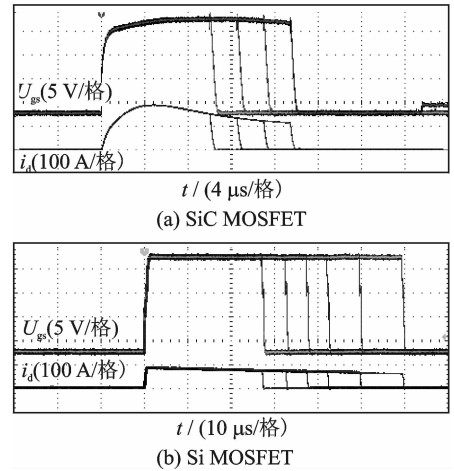 Ugs(5 V/格)
id(100 A/格)
t / (4 μs/格)
(a) SiC MOSFET
Ugs(5 V/格)
id(100 A/格)
t / (10 μs/格)
(b) Si MOSFET